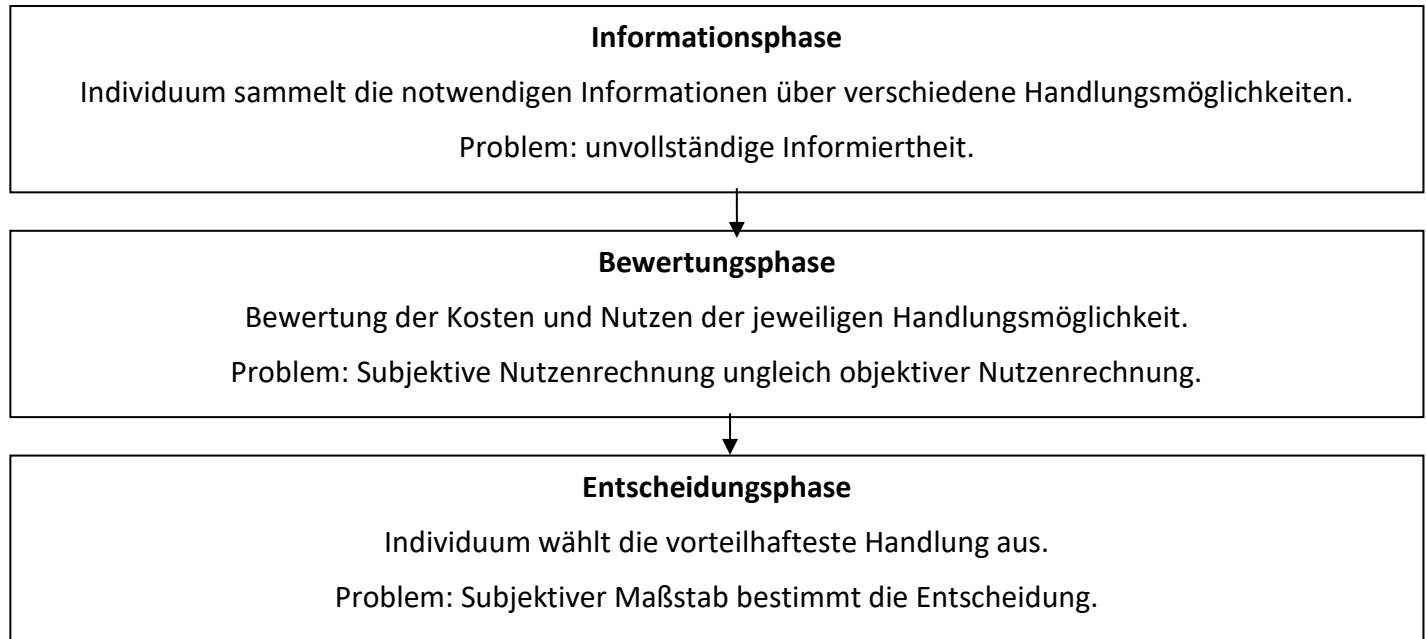 Informationsphase
Individuum sammelt die notwendigen Informationen über verschiedene Handlungsmöglichkeiten.
Problem: unvollständige Informiertheit.
Bewertungsphase
Bewertung der Kosten und Nutzen der jeweiligen Handlungsmöglichkeit.
Problem: Subjektive Nutzenrechnung ungleich objektiver Nutzenrechnung.
Entscheidungsphase
Individuum wählt die vorteilhafteste Handlung aus.
Problem: Subjektiver Maßstab bestimmt die Entscheidung.